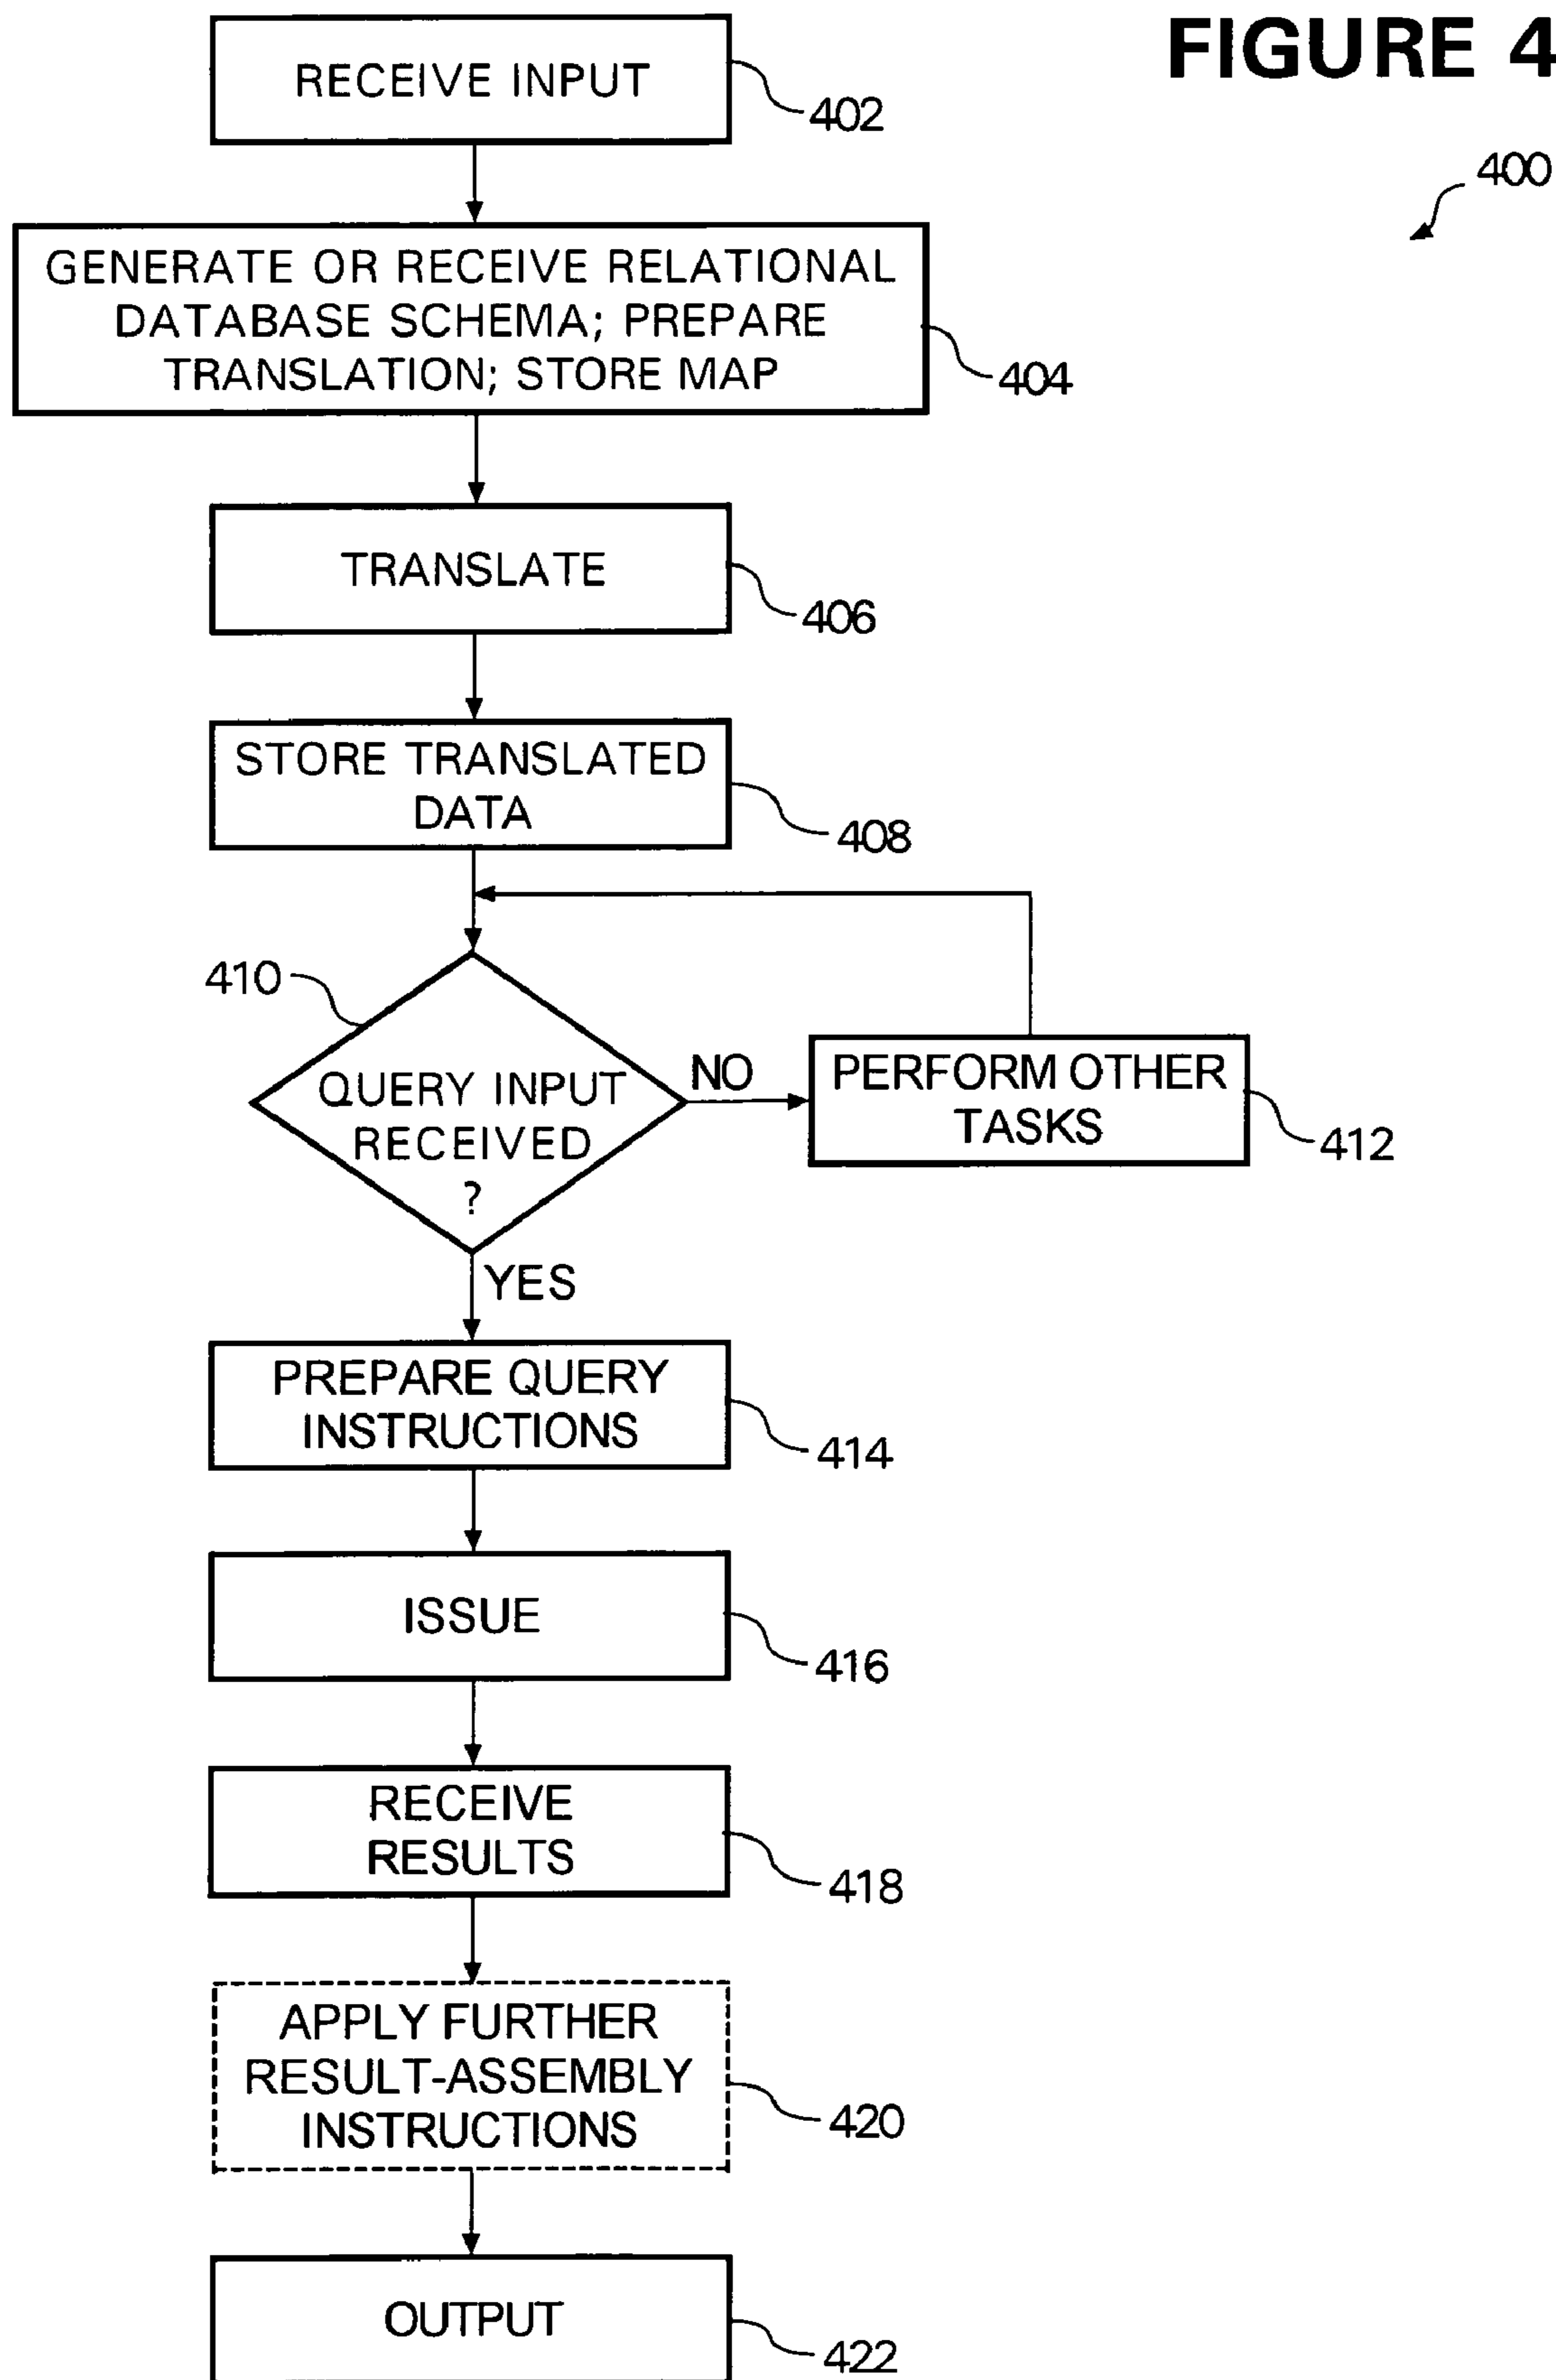 FIGURE 4
400
RECEIVE INPUT
402
GENERATE OR RECEIVE RELATIONAL
DATABASE SCHEMA; PREPARE
TRANSLATION; STORE MAP
404
TRANSLATE
406
STORE TRANSLATED
DATA
408
410
QUERY INPUT
RECEIVED
?
NO
PERFORM OTHER
TASKS
412
YES
PREPARE QUERY
INSTRUCTIONS
414
ISSUE
416
RECEIVE
RESULTS
418
APPLY FURTHER
RESULT-ASSEMBLY
INSTRUCTIONS
420
OUTPUT
422